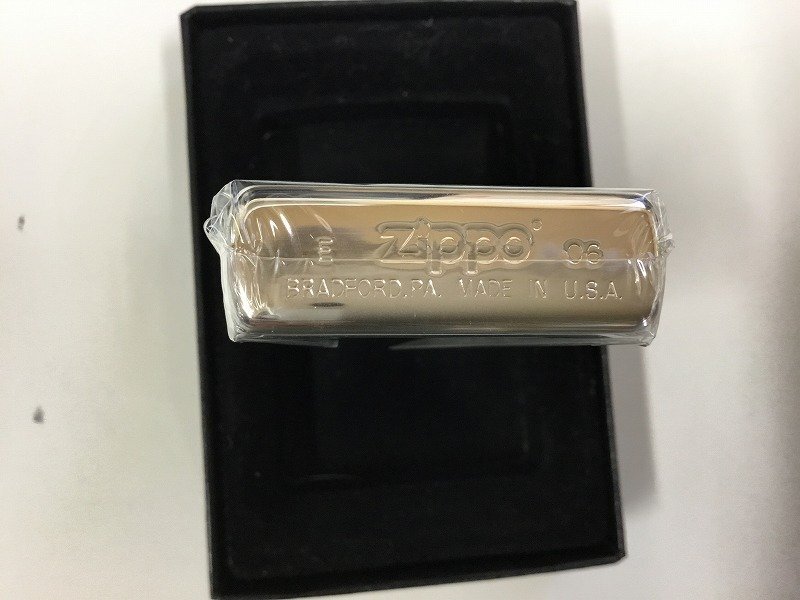 Zippo® 06
BRADFORD, PA. MADE IN U.S.A.